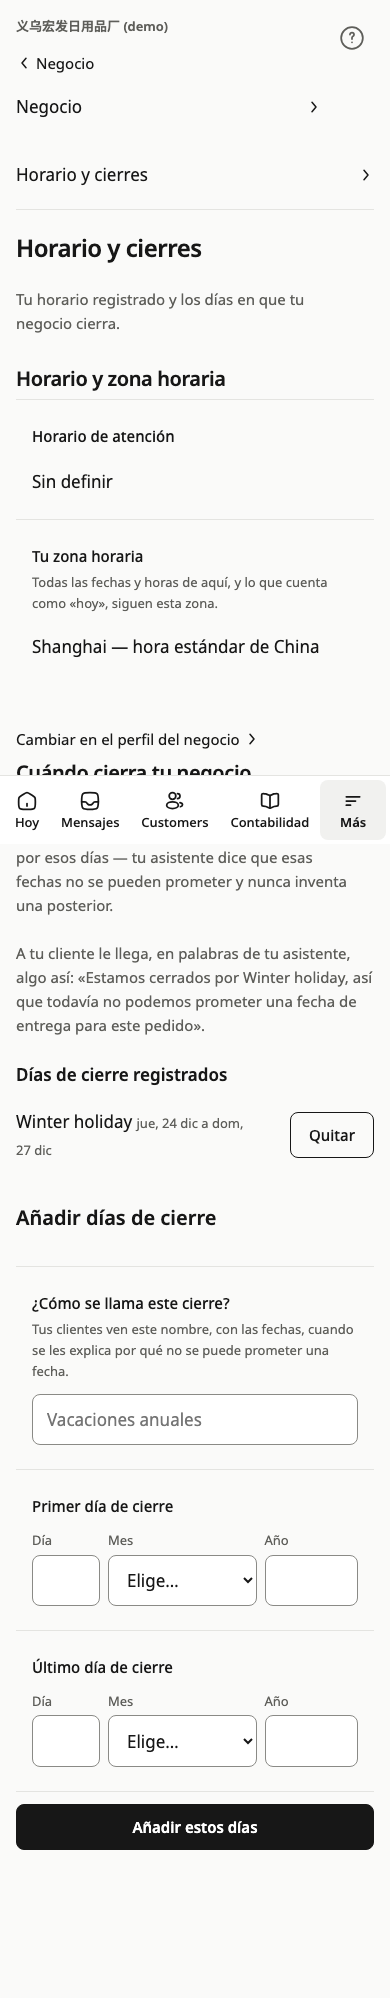 义乌宏发日用品厂 (demo)
Negocio
Negocio
Horario y cierres
Horario y cierres
Tu horario registrado y los días en que tu
negocio cierra.
Horario y zona horaria
Horario de atención
Sin definir
Tu zona horaria
Todas las fechas y horas de aquí, y lo que cuenta
como «hoy», siguen esta zona.
Shanghai — hora estándar de China
Cambiar en el perfil del negocio
Cuándo cierra tu negocio
Hoy Mensajes Customers Contabilidad Más
por esos días — tu asistente dice que esas
fechas no se pueden prometer y nunca inventa
una posterior.
A tu cliente le llega, en palabras de tu asistente,
algo así: «Estamos cerrados por Winter holiday, así
que todavía no podemos prometer una fecha de
entrega para este pedido».
Días de cierre registrados
Winter holiday jue, 24 dic a dom,
27 dic
Quitar
Añadir días de cierre
¿Cómo se llama este cierre?
Tus clientes ven este nombre, con las fechas, cuando
se les explica por qué no se puede prometer una
fecha.
Vacaciones anuales
Primer día de cierre
Día Mes Año
Elige...
Último día de cierre
Día Mes Año
Elige...
Añadir estos días